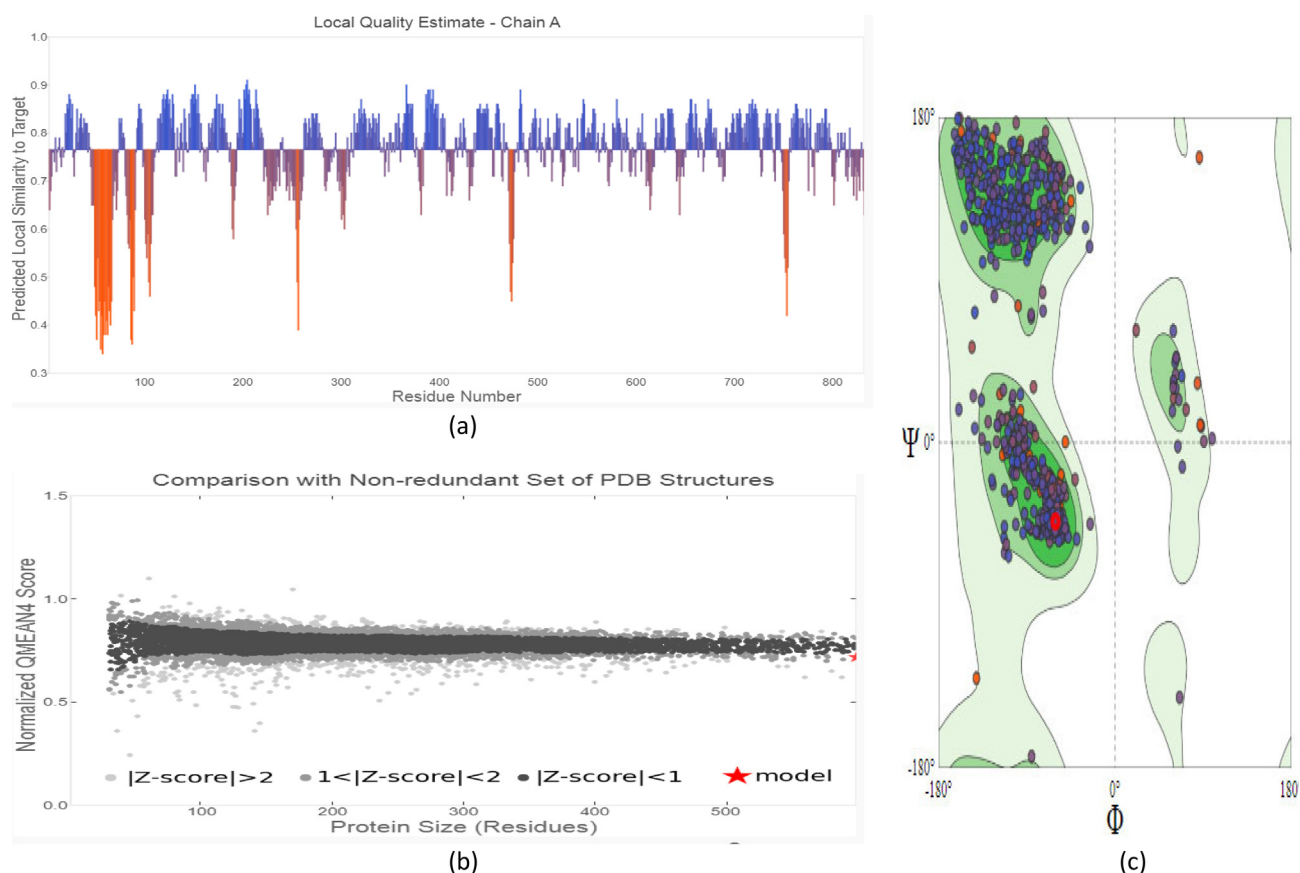 Local Quality Estimate - Chain A
Predicted Local Similarity to Target
1.0
0.9
0.8
0.7
0.6
0.5
0.4
0.3
100 200 300 400 500 600 700 800
Residue Number
(a)
Comparison with Non-redundant Set of PDB Structures
Normalized QMEAN4 Score
1.5
1.0
0.5
0.0
|Z-score|>2 1<|Z-score|<2 |Z-score|<1 model
100 200 300 400 500
Protein Size (Residues)
(b)
180°
Ψ 0°
-180°
-180° 0° 180
Φ
(c)